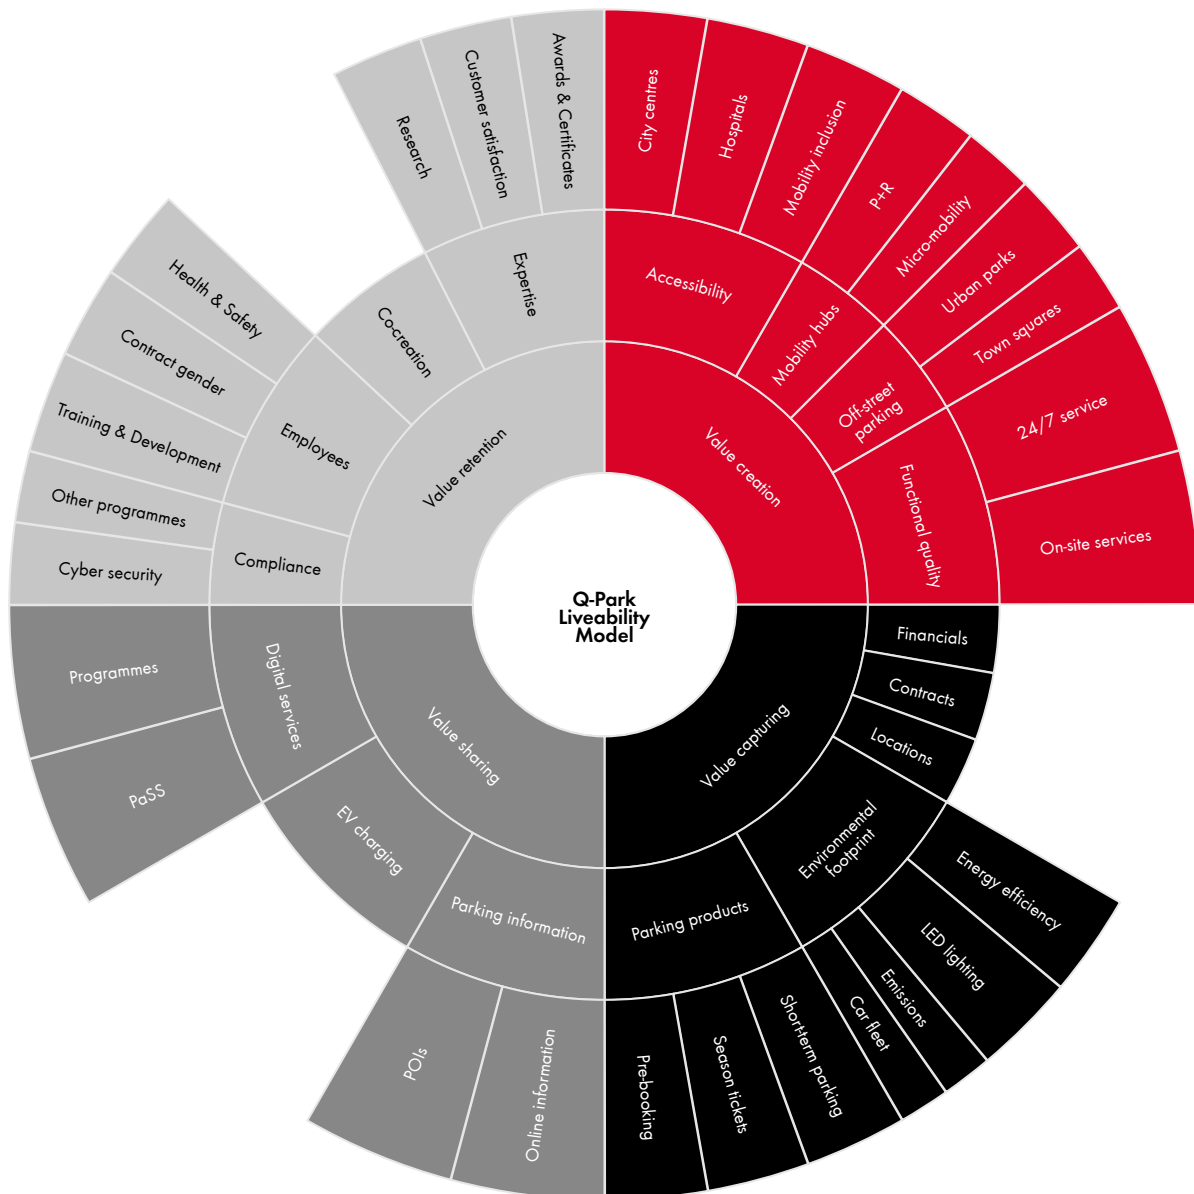 Q-Park
Liveability
Model
Value creation
Accessibility
City centres
Hospitals
Mobility inclusion
Mobility hubs
P+R
Micro-mobility
Off-street
parking
Urban parks
Town squares
Functional quality
24/7 service
On-site services
Value capturing
Financials
Contracts
Locations
Environmental
footprint
Energy efficiency
LED lighting
Emissions
Car fleet
Parking products
Short-term parking
Season tickets
Pre-booking
Value sharing
Parking information
Online information
POIs
EV charging
Digital services
PaSS
Programmes
Value retention
Compliance
Cyber security
Other programmes
Employees
Training & Development
Contract gender
Health & Safety
Co-creation
Expertise
Research
Customer satisfaction
Awards & Certificates